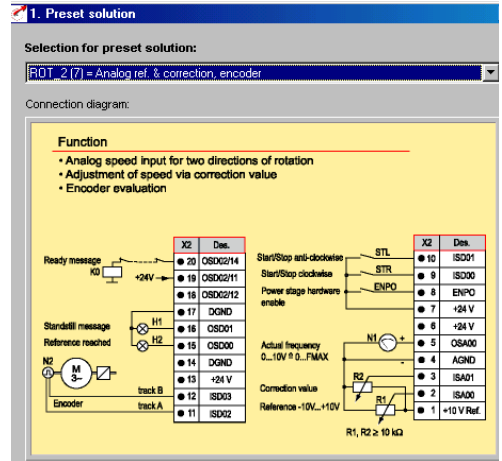 1. Preset solution
Selection for preset solution:
ROT_2 (7) = Analog ref. & correction, encoder
Connection diagram:
Function
• Analog speed input for two directions of rotation
• Adjustment of speed via correction value
• Encoder evaluation
X2 Des.
Ready message 20 OSD02/14
K0 +24V 19 OSD02/11
18 OSD02/12
17 DGND
Standstill message H1 16 OSD01
Reference reached H2 15 OSD00
N2 14 DGND
M 3~ 13 +24 V
track B 12 ISD03
Encoder track A 11 ISD02
X2 Des.
Start/Stop anti-clockwise STL 10 ISD01
Start/Stop clockwise STR 9 ISD00
Power stage hardware enable ENPO 8 ENPO
7 +24 V
6 +24 V
Actual frequency N1 + 5 OSA00
0...10V ≙ 0...FMAX - 4 AGND
R2 3 ISA01
Correction value R1 2 ISA00
Reference -10V...+10V 1 +10 V Ref.
R1, R2 ≥ 10 kΩ